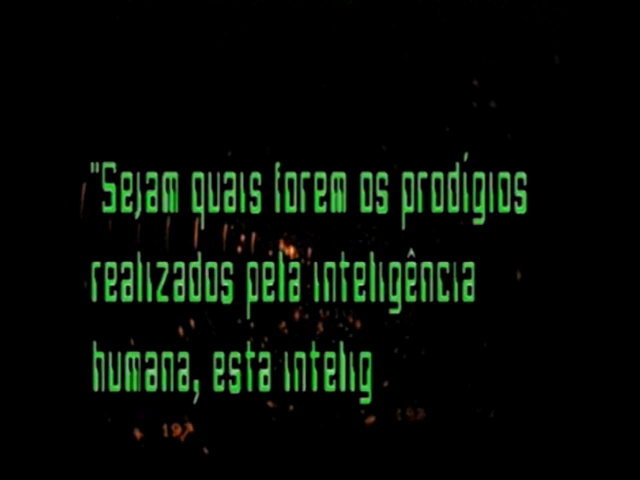 "Sejam quais forem os prodígios
realizados pela inteligência
humana, esta intelig